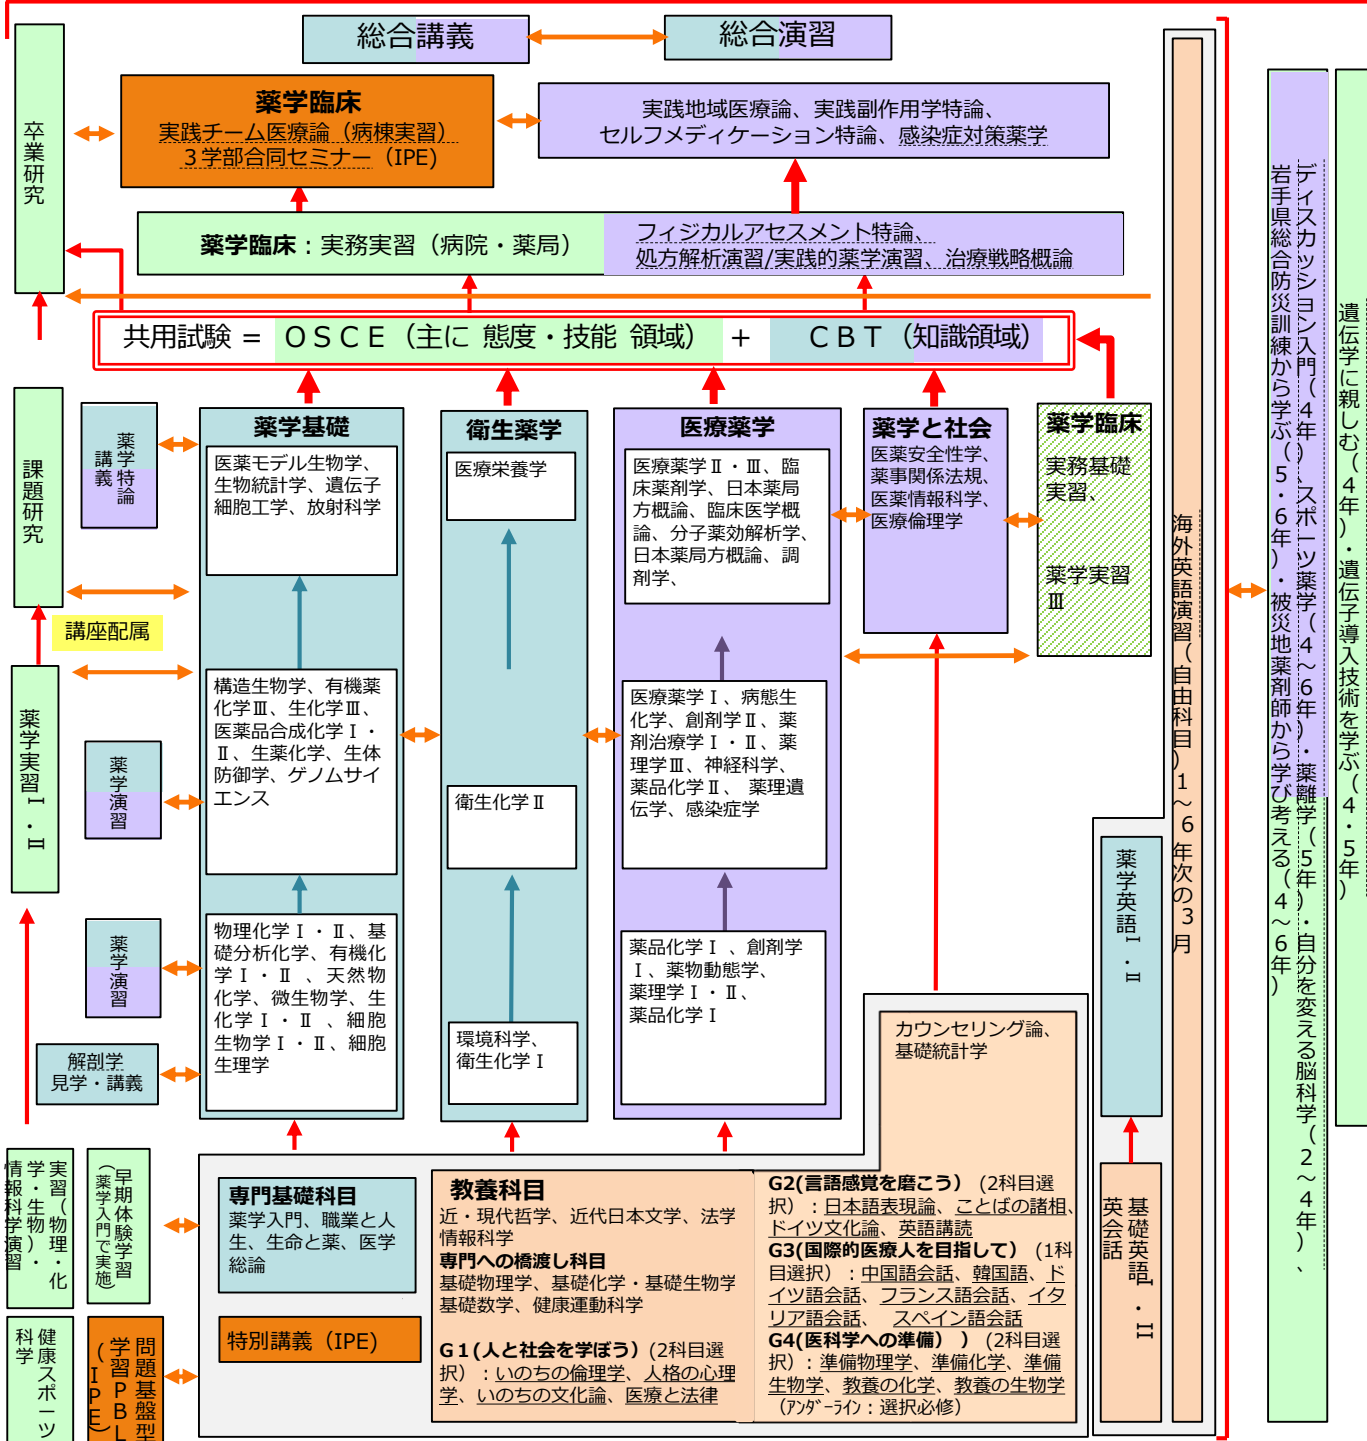 総合講義
総合演習
卒業研究
薬学臨床
実践チーム医療論（病棟実習）
３学部合同セミナー（IPE）
実践地域医療論、実践副作用学特論、
セルフメディケーション特論、感染症対策薬学
薬学臨床：実務実習（病院・薬局）
フィジカルアセスメント特論、
処方解析演習/実践的薬学演習、治療戦略概論
共用試験 ＝ ＯＳＣＥ（主に 態度・技能 領域） ＋ ＣＢＴ（知識領域）
課題研究
薬学特論
講義
薬学基礎
医薬モデル生物学、
生物統計学、遺伝子
細胞工学、放射科学
衛生薬学
医療栄養学
医療薬学
医療薬学Ⅱ・Ⅲ、臨
床薬剤学、日本薬局
方概論、臨床医学概
論、分子薬効解析学、
日本薬局方概論、調
剤学、
薬学と社会
医薬安全性学、
薬事関係法規、
医薬情報科学、
医療倫理学
薬学臨床
実務基礎
実習、
薬学実習
Ⅲ
講座配属
薬学実習Ⅰ・Ⅱ
薬学演習
構造生物学、有機薬
化学Ⅲ、生化学Ⅲ、
医薬品合成化学Ⅰ・
Ⅱ、生薬化学、生体
防御学、ゲノムサイ
エンス
衛生化学Ⅱ
医療薬学Ⅰ、病態生
化学、創剤学Ⅱ、薬
剤治療学Ⅰ・Ⅱ、薬
理学Ⅲ、神経科学、
薬品化学Ⅱ、 薬理遺
伝学、感染症学
薬学演習
物理化学Ⅰ・Ⅱ、基
礎分析化学、有機化
学Ⅰ・Ⅱ 、天然物
化学、微生物学、生
化学Ⅰ・Ⅱ 、細胞
生物学Ⅰ・Ⅱ、細胞
生理学
環境科学、
衛生化学Ⅰ
薬品化学Ⅰ、創剤学
Ⅰ、薬物動態学、
薬理学Ⅰ・Ⅱ、
薬品化学Ⅰ
解剖学
見学・講義
カウンセリング論、
基礎統計学
実習（物理・化
学・生物）・
情報科学演習
早期体験学習
（薬学入門で実施）
専門基礎科目
薬学入門、職業と人
生、生命と薬、医学
総論
特別講義（IPE）
教養科目
近・現代哲学、近代日本文学、法学
情報科学
専門への橋渡し科目
基礎物理学、基礎化学・基礎生物学
基礎数学、健康運動科学
G１(人と社会を学ぼう）(2科目選
択）：いのちの倫理学、人格の心理
学、いのちの文化論、医療と法律
G2(言語感覚を磨こう） (2科目選
択）：日本語表現論、ことばの諸相、
ドイツ文化論、英語講読
G3(国際的医療人を目指して） (1科
目選択）：中国語会話、韓国語、ド
イツ語会話、フランス語会話、イタ
リア語会話、 スペイン語会話
G4(医科学への準備） ） (2科目選
択）：準備物理学、準備化学、準備
生物学、教養の化学、教養の生物学
（ｱﾝﾀﾞｰﾗｲﾝ：選択必修）
健康スポーツ
科学
問題基盤型
学習ＰＢＬ
（ＩＰＥ）
薬学英語Ⅰ・Ⅱ
基礎英語Ⅰ・Ⅱ
英会話
海外英語演習（自由科目）１～６年次の３月
ディスカッション入門（４年）、スポーツ薬学（４～６年）・薬離学（５年）・自分を変える脳科学（２～４年）、
岩手県総合防災訓練から学ぶ（５・６年）・被災地薬剤師から学び考える（４～６年）
遺伝学に親しむ（４年）・遺伝子導入技術を学ぶ（４・５年）